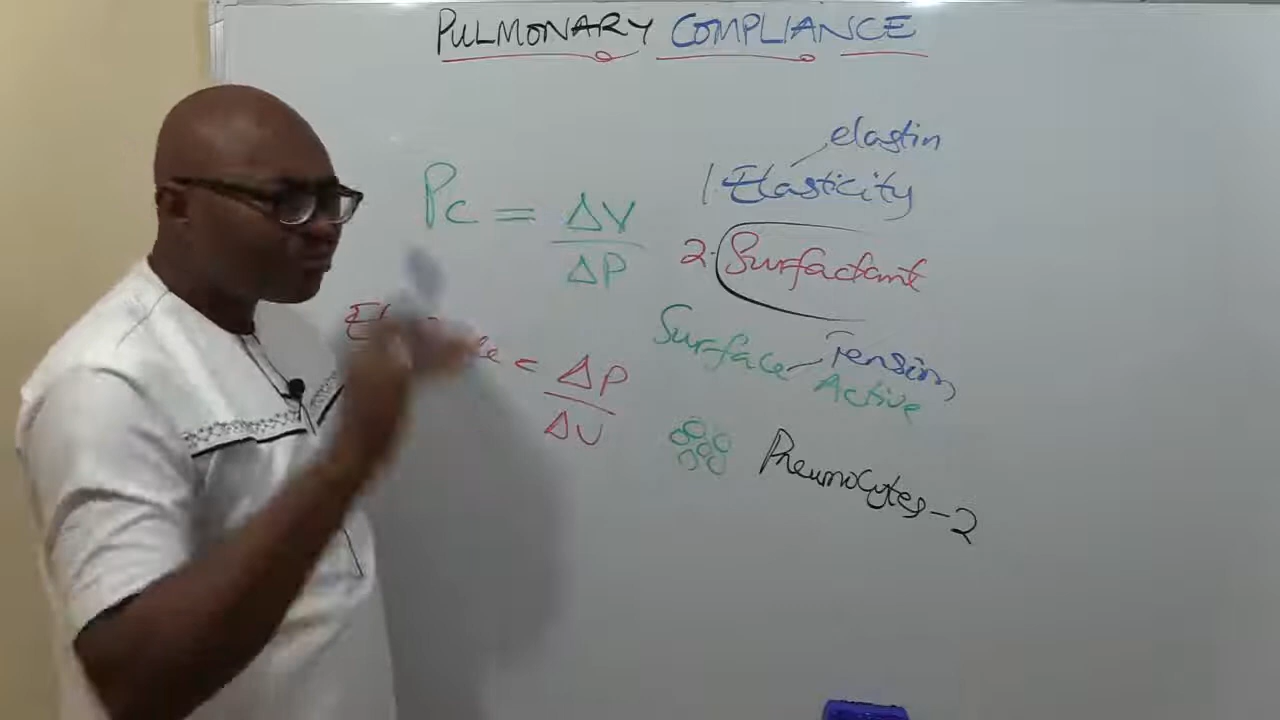 PULMONARY COMPLIANCE
elastin
Pc = ΔV / ΔP
1 Elasticity
2. Surfactant
Surface Tension
Active
= ΔP / ΔV
Pneumocytes-2